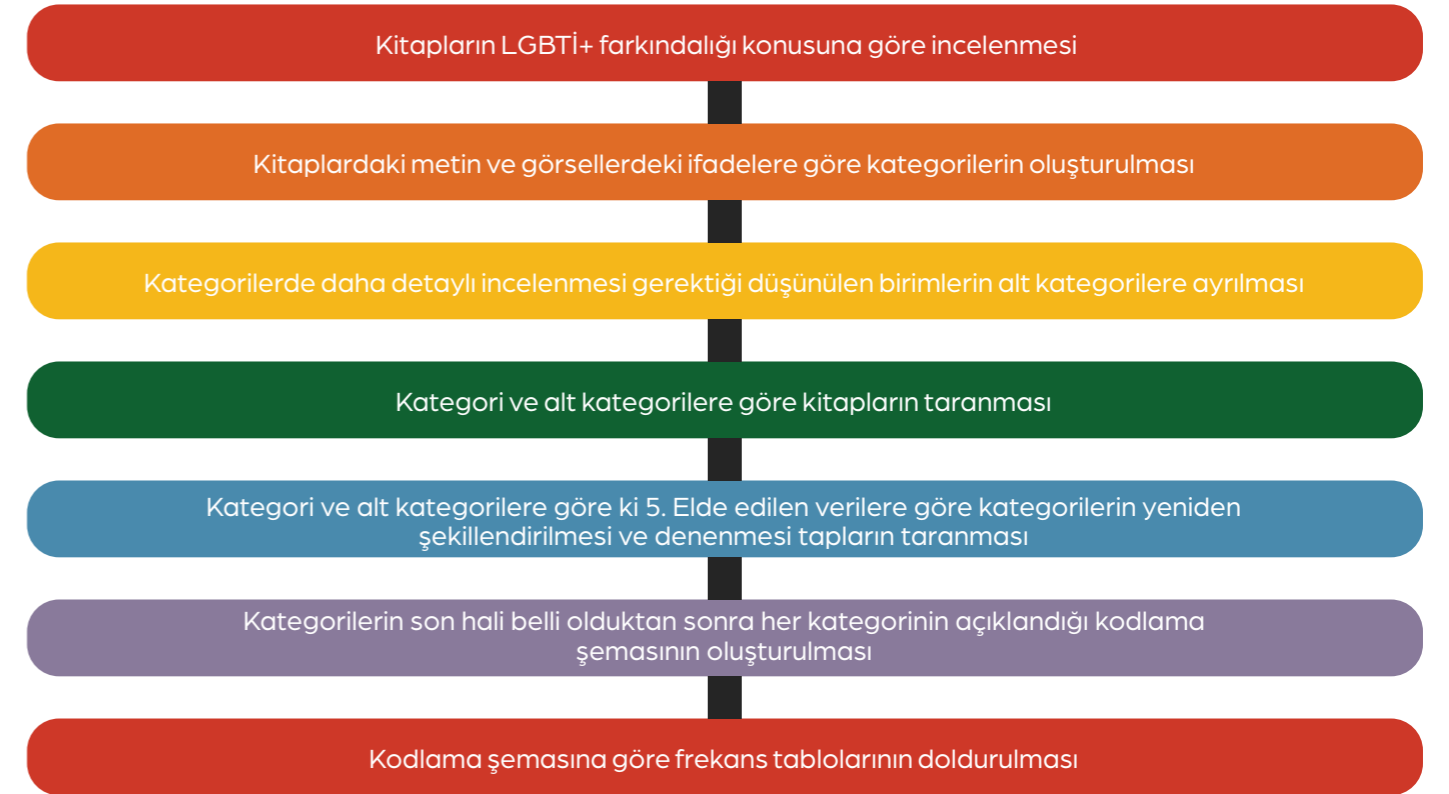 Kitapların LGBTİ+ farkındalığı konusuna göre incelenmesi
Kitaplardaki metin ve görsellerdeki ifadelere göre kategorilerin oluşturulması
Kategorilerde daha detaylı incelenmesi gerektiği düşünülen birimlerin alt kategorilere ayrılması
Kategori ve alt kategorilere göre kitapların taranması
Kategori ve alt kategorilere göre ki 5. Elde edilen verilere göre kategorilerin yeniden
şekillendirilmesi ve denenmesi tapların taranması
Kategorilerin son hali belli olduktan sonra her kategorinin açıklandığı kodlama
şemasının oluşturulması
Kodlama şemasına göre frekans tablolarının doldurulması